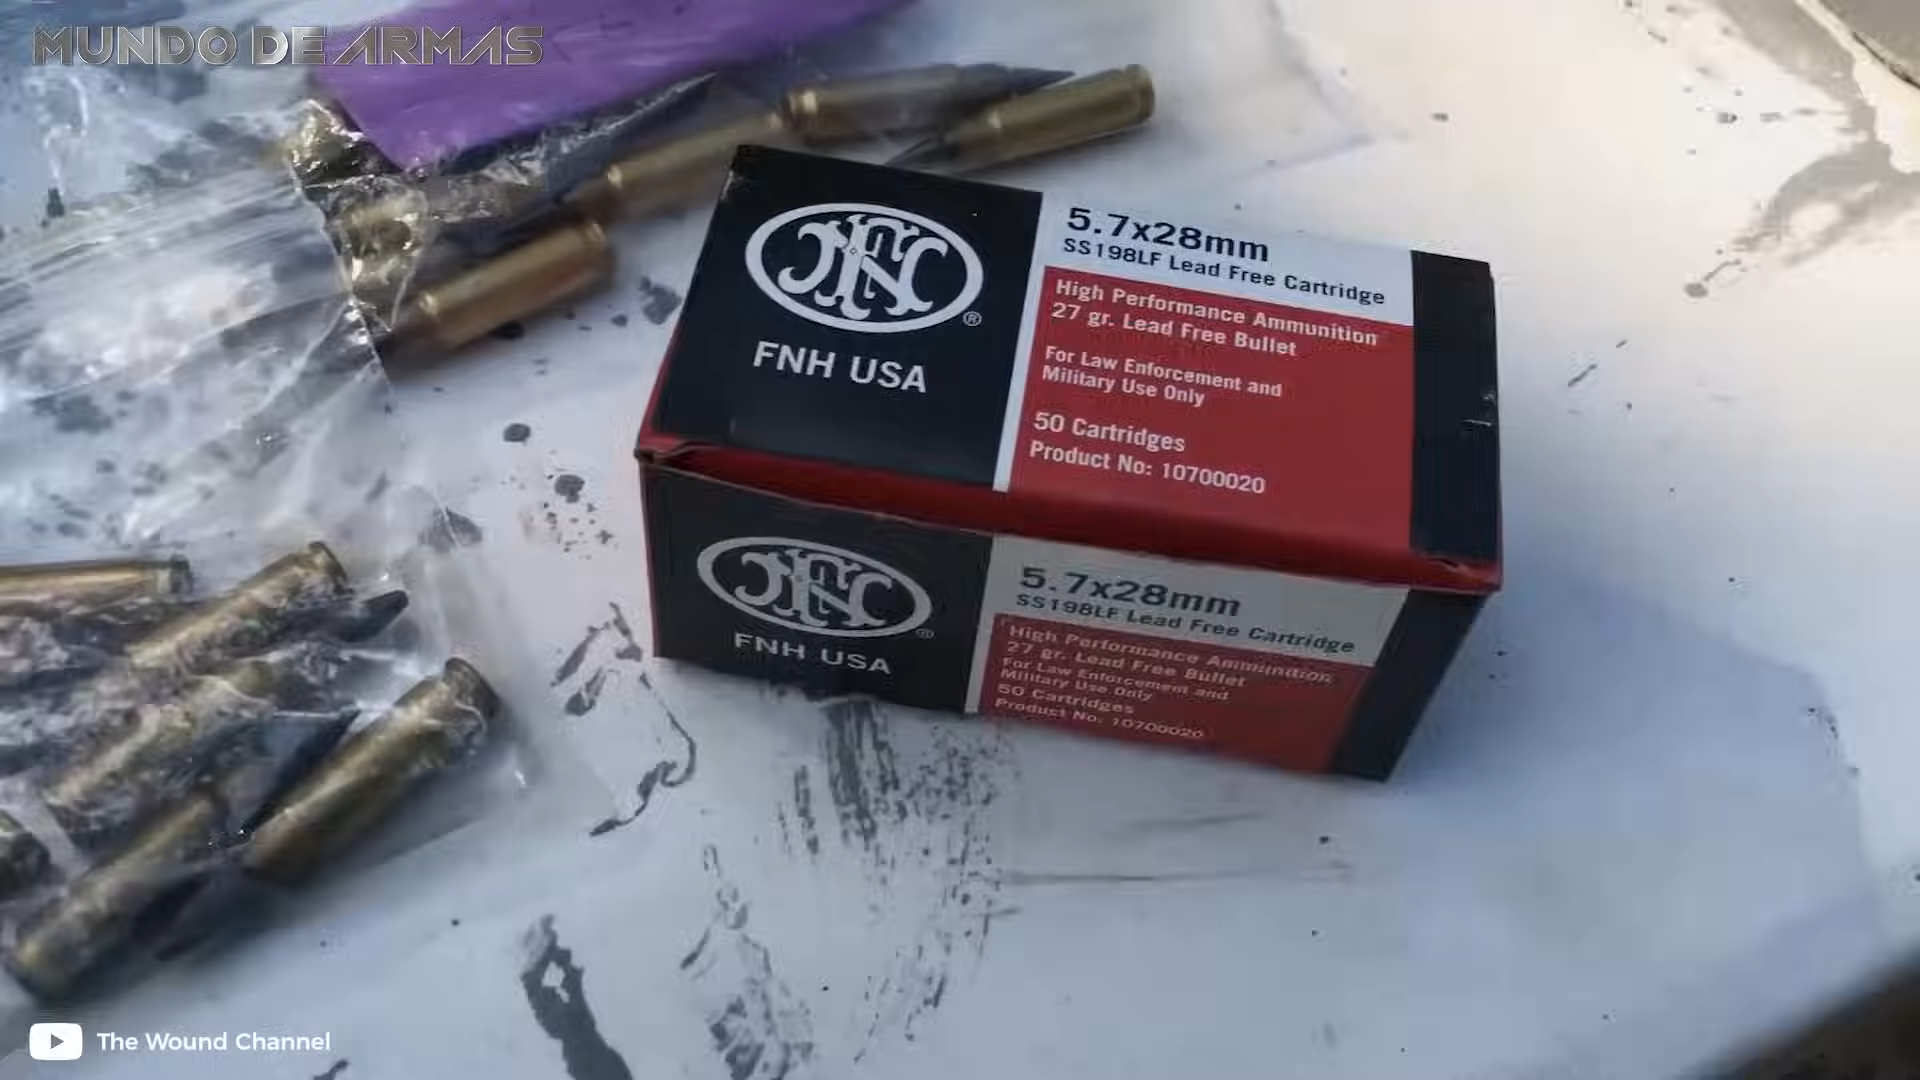 MUNDO DE ARMAS
FN
®
FNH USA
5.7x28mm
SS198LF Lead Free Cartridge
High Performance Ammunition
27 gr. Lead Free Bullet
For Law Enforcement and
Military Use Only
50 Cartridges
Product No: 10700020
FN
®
FNH USA
5.7x28mm
SS198LF Lead Free Cartridge
High Performance Ammunition
27 gr. Lead Free Bullet
For Law Enforcement and
Military Use Only
50 Cartridges
Product No: 10700020
The Wound Channel